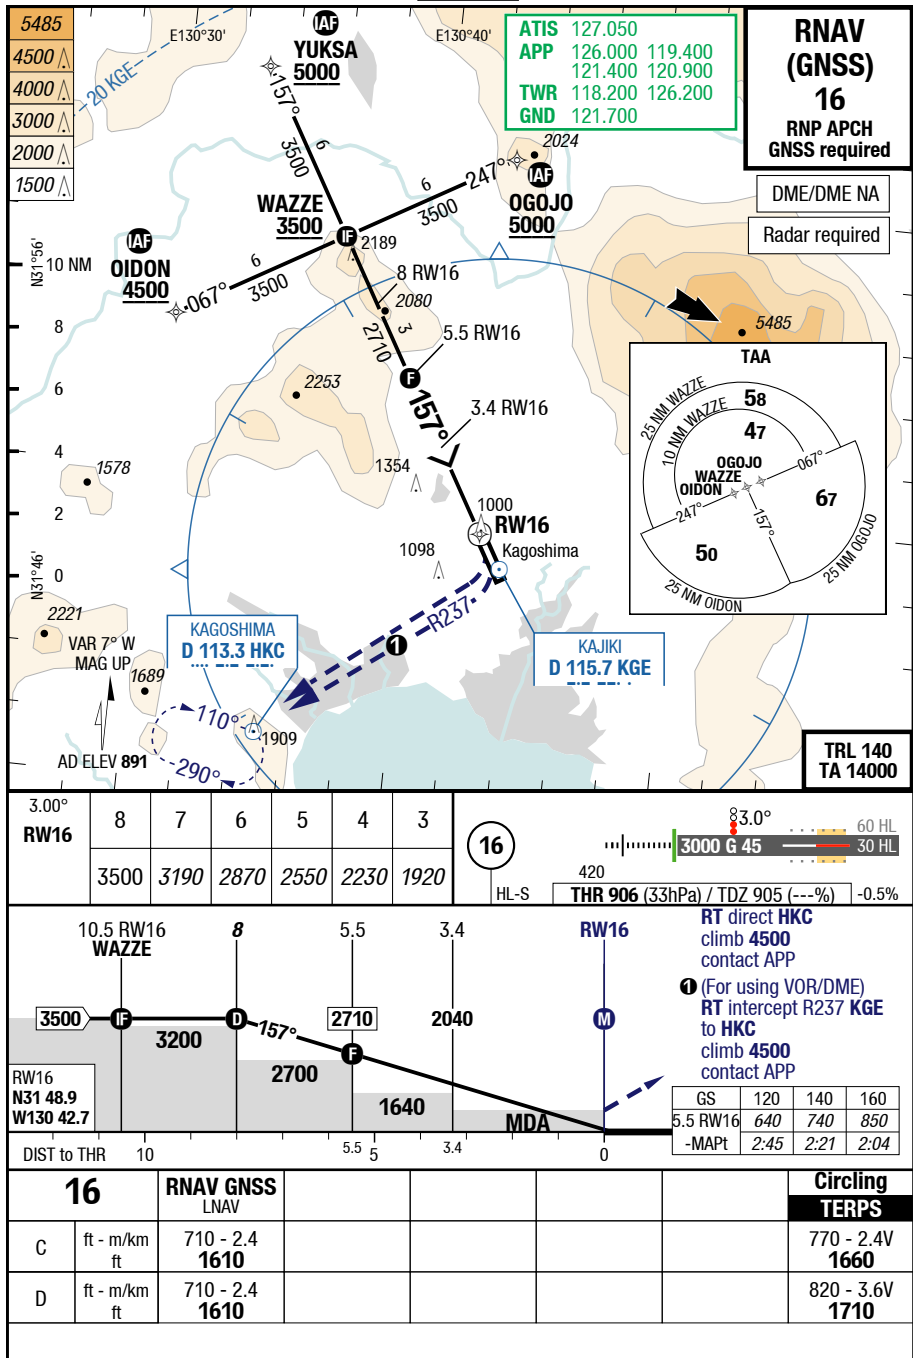 5485
4500
4000
3000
2000
1500
E130°30'
E130°40'
20 KGE
IAF
YUKSA
5000
ATIS 127.050
APP 126.000 119.400
121.400 120.900
TWR 118.200 126.200
GND 121.700
RNAV
(GNSS)
16
RNP APCH
GNSS required
DME/DME NA
Radar required
157°
6
3500
2024
247°
6
3500
IAF
OGOJO
5000
WAZZE
3500
IF
2189
IAF
OIDON
4500
067°
6
3500
N31°56'
10 NM
8
6
4
2
0
N31°46'
8 RW16
2080
3
2710
5.5 RW16
F
157°
3.4 RW16
2253
1578
1354
1000
RW16
Kagoshima
1098
5485
TAA
25 NM WAZZE
10 NM WAZZE
58
47
OGOJO
WAZZE
OIDON
067°
247°
157°
67
50
25 NM OIDON
25 NM OGOJO
2221
VAR 7° W
MAG UP
1689
AD ELEV 891
KAGOSHIMA
D 113.3 HKC
R237
1
KAJIKI
D 115.7 KGE
110°
290°
1909
TRL 140
TA 14000
3.00°
RW16
8 7 6 5 4 3
3500 3190 2870 2550 2230 1920
16
HL-S
420
3.0°
3000 G 45
60 HL
30 HL
THR 906 (33hPa) / TDZ 905 (---%)
-0.5%
10.5 RW16
WAZZE
8
5.5
3.4
RW16
3500
IF
D
157°
2710
F
2040
M
3200
2700
1640
MDA
RW16
N31 48.9
W130 42.7
DIST to THR
10
5.5
5
3.4
0
RT direct HKC
climb 4500
contact APP
1 (For using VOR/DME)
RT intercept R237 KGE
to HKC
climb 4500
contact APP
GS 120 140 160
5.5 RW16 640 740 850
-MAPt 2:45 2:21 2:04
16
RNAV GNSS
LNAV
Circling
TERPS
C
ft - m/km
ft
710 - 2.4
1610
770 - 2.4V
1660
D
ft - m/km
ft
710 - 2.4
1610
820 - 3.6V
1710